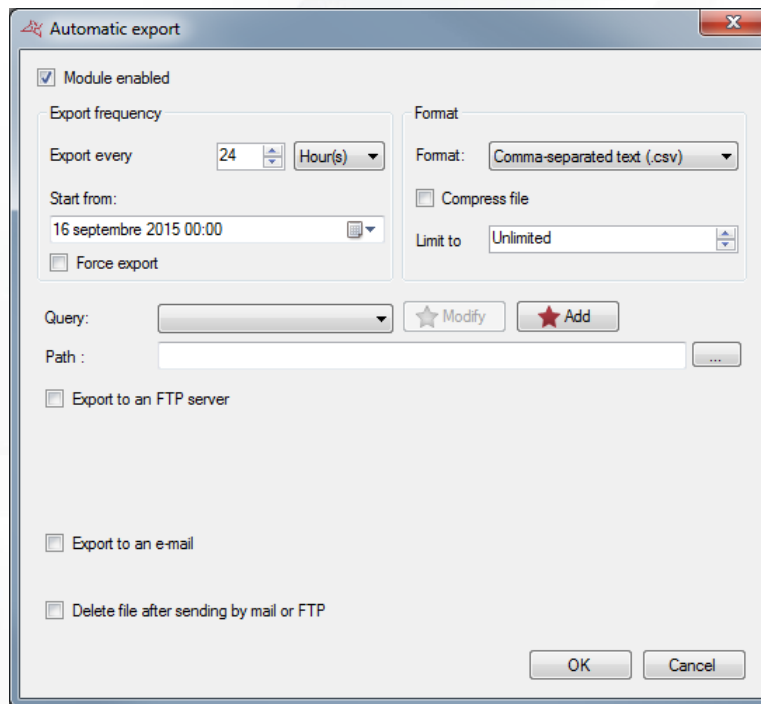 Automatic export
Module enabled
Export frequency
Export every 24 Hour(s)
Start from:
16 septembre 2015 00:00
Force export
Format
Format: Comma-separated text (.csv)
Compress file
Limit to Unlimited
Query: Modify Add
Path : ...
Export to an FTP server
Export to an e-mail
Delete file after sending by mail or FTP
OK Cancel